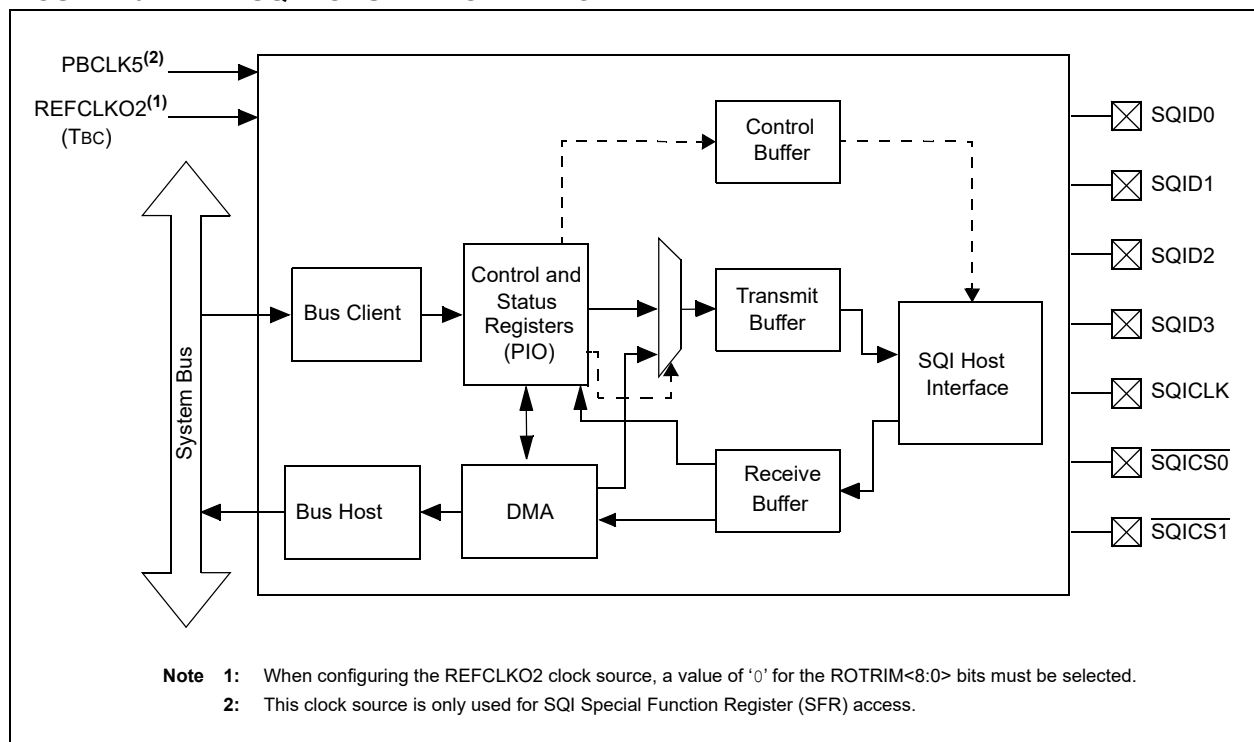 PBCLK5(2)
REFCLKO2(1)
(TBC)
System Bus
Bus Client
Control and
Status
Registers
(PIO)
Control
Buffer
Transmit
Buffer
SQI Host
Interface
Bus Host
DMA
Receive
Buffer
SQID0
SQID1
SQID2
SQID3
SQICLK
SQICS0
SQICS1
Note 1: When configuring the REFCLKO2 clock source, a value of ‘0’ for the ROTRIM<8:0> bits must be selected.
2: This clock source is only used for SQI Special Function Register (SFR) access.